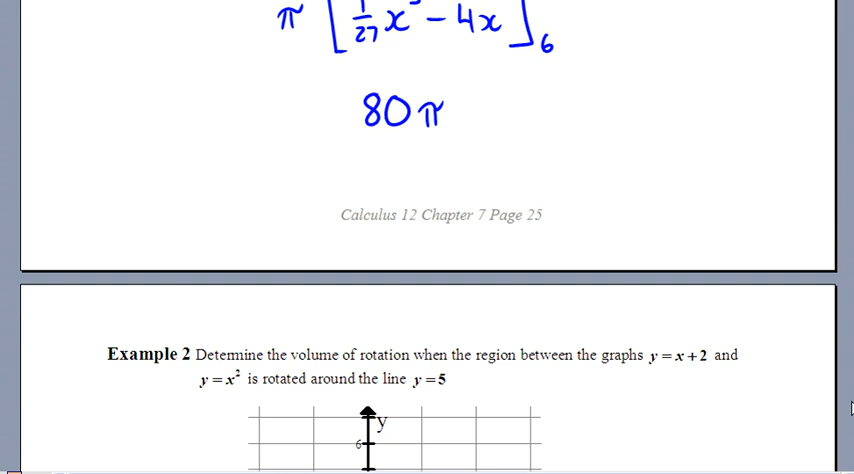 π [1/27 x³ − 4x]₆
80π
Calculus 12 Chapter 7 Page 25
Example 2 Determine the volume of rotation when the region between the graphs y = x + 2 and
y = x² is rotated around the line y = 5
y
6